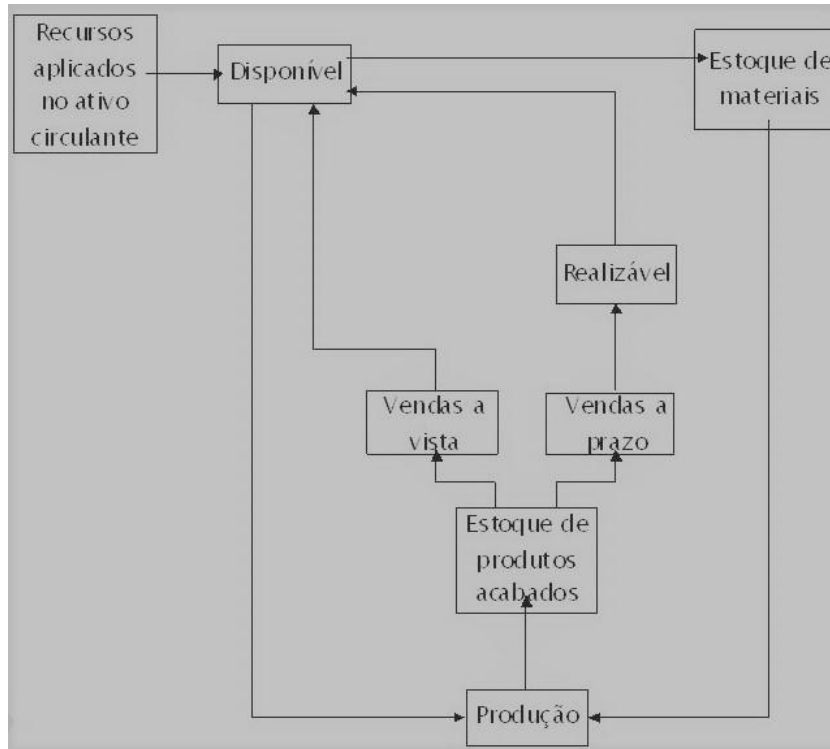 Recursos
aplicados
no ativo
circulante
Disponível
Estoque de
materiais
Realizável
Vendas a
vista
Vendas a
prazo
Estoque de
produtos
acabados
Produção